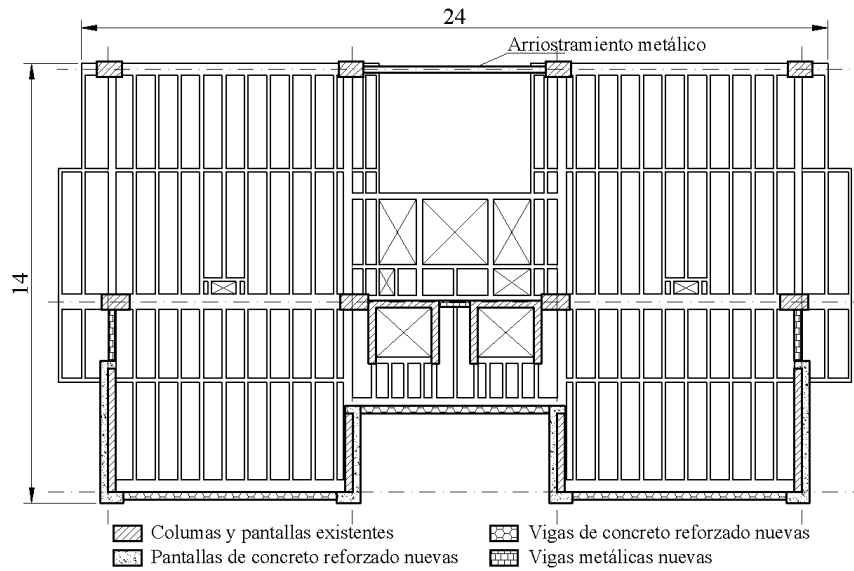 24
Arriostramiento metálico
14
Columas y pantallas existentes
Vigas de concreto reforzado nuevas
Pantallas de concreto reforzado nuevas
Vigas metálicas nuevas